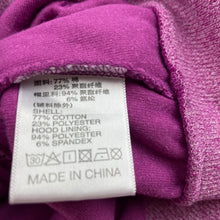 面料: 77% 棉
23% 聚酯纤维
帽里料: 94% 聚酯纤维
6% 氨纶
SHELL:
77% COTTON
23% POLYESTER
HOOD LINING:
94% POLYESTER
6% SPANDEX
MADE IN CHINA